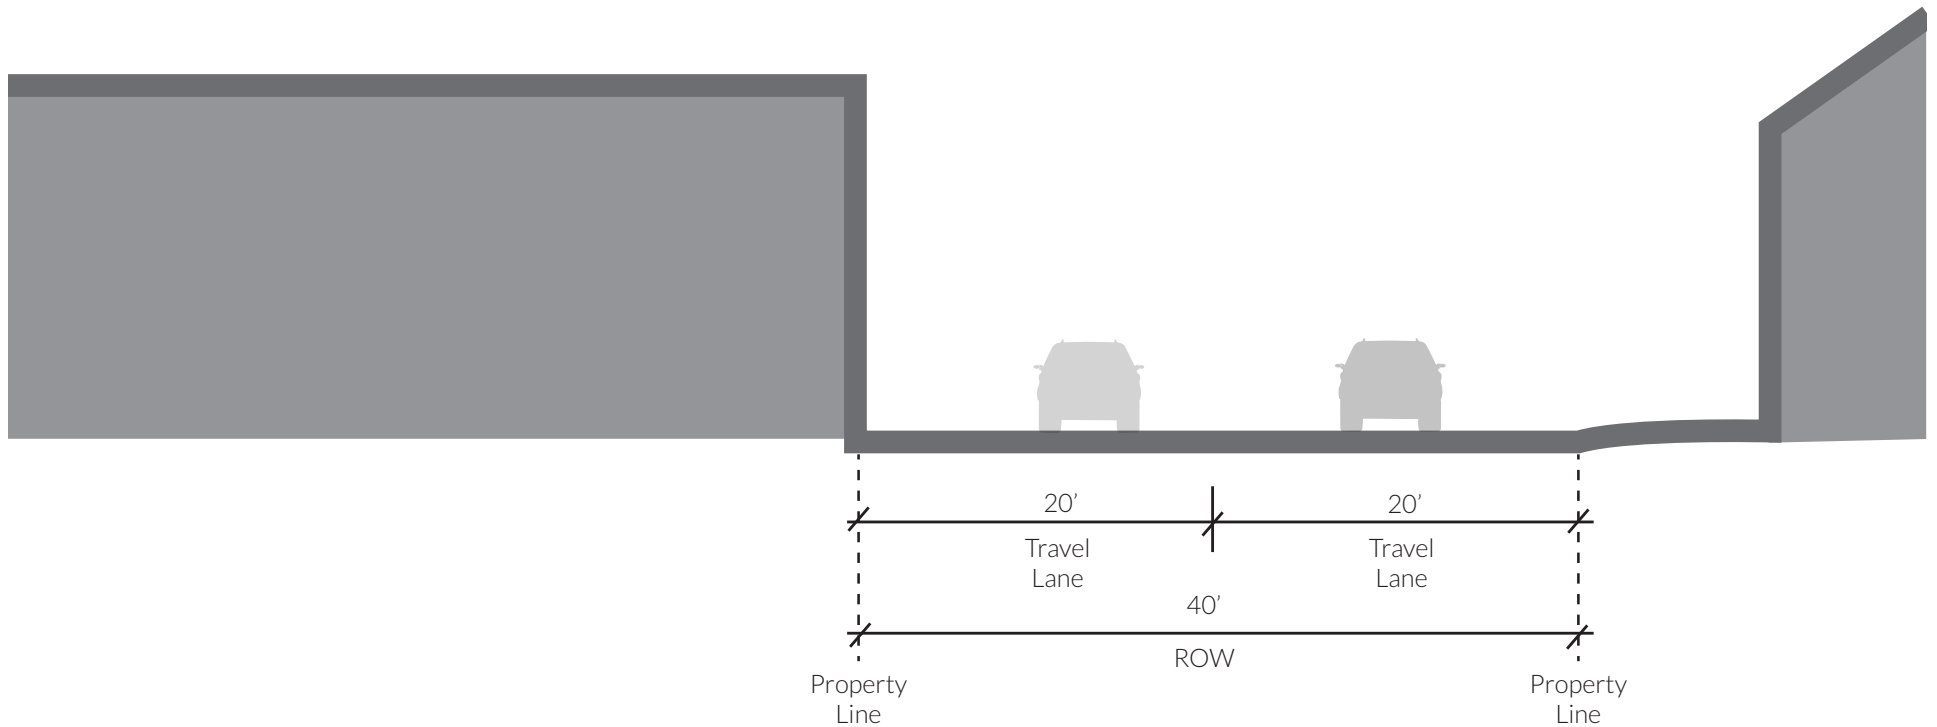 20’
20’
Travel
Lane
Travel
Lane
40’
ROW
Property
Line
Property
Line